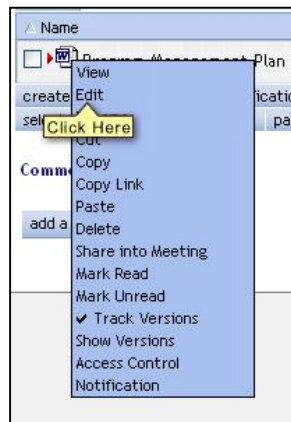 Name
Program Management Plan
View
create Edit
Click Here
Cut
Copy
Copy Link
Paste
Delete
add a
Share into Meeting
Mark Read
Mark Unread
✔ Track Versions
Show Versions
Access Control
Notification